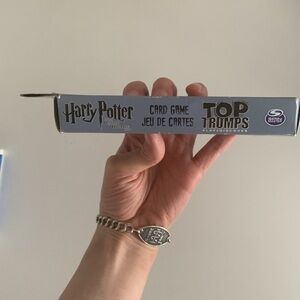 Harry Potter
CARD GAME
JEU DE CARTES
TOP
TRUMPS